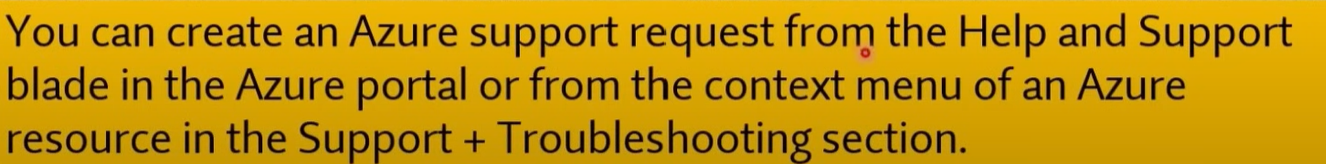 You can create an Azure support request from the Help and Support
blade in the Azure portal or from the context menu of an Azure
resource in the Support + Troubleshooting section.